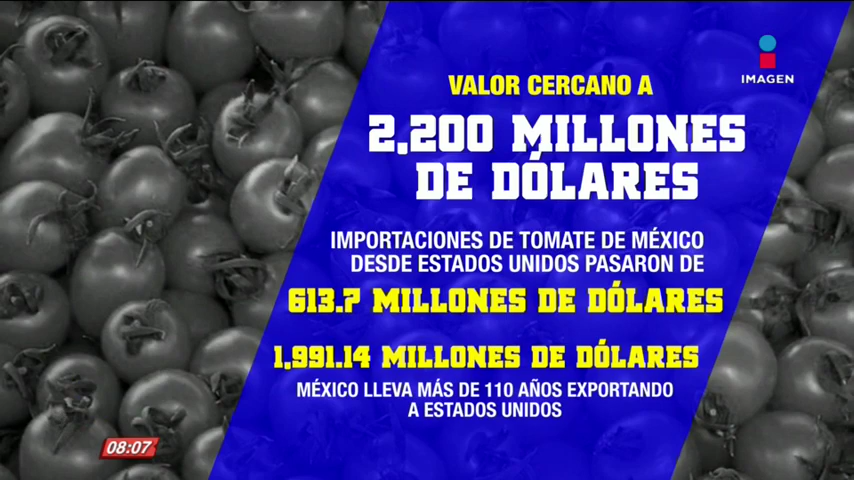 IMAGEN
VALOR CERCANO A
2,200 MILLONES
DE DÓLARES
IMPORTACIONES DE TOMATE DE MÉXICO
DESDE ESTADOS UNIDOS PASARON DE
613.7 MILLONES DE DÓLARES
1,991.14 MILLONES DE DÓLARES
MÉXICO LLEVA MÁS DE 110 AÑOS EXPORTANDO
A ESTADOS UNIDOS
08:07